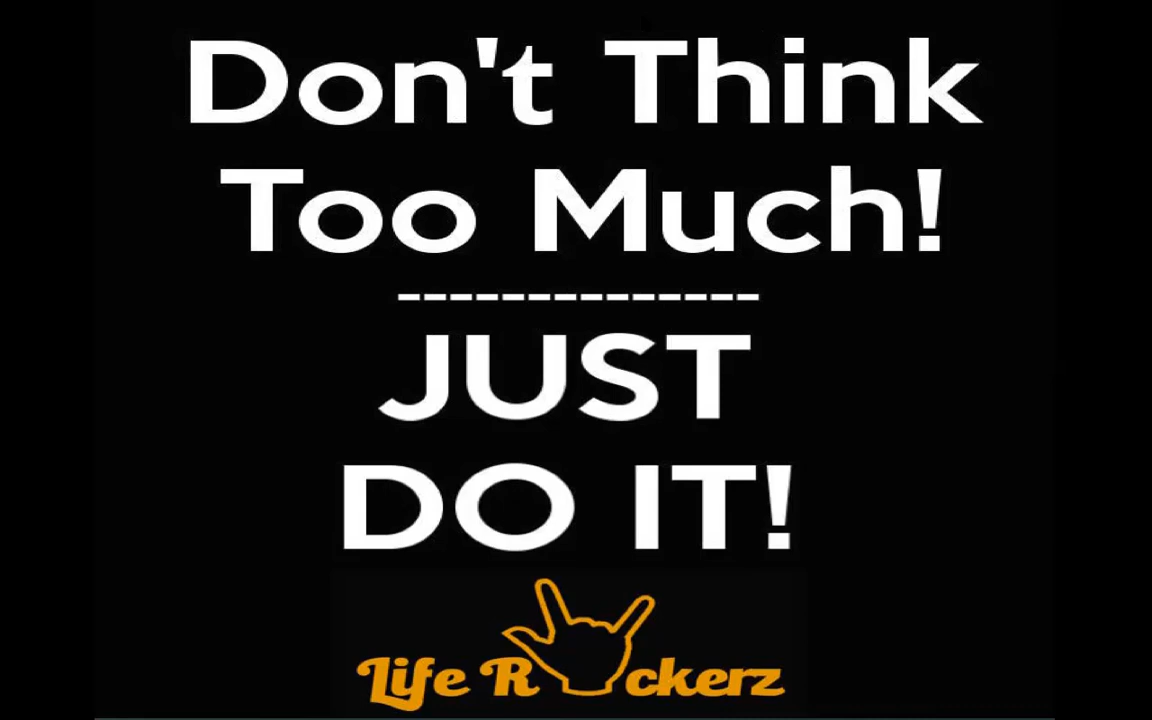 Don't Think
Too Much!
--------------
JUST
DO IT!
Life Rockerz